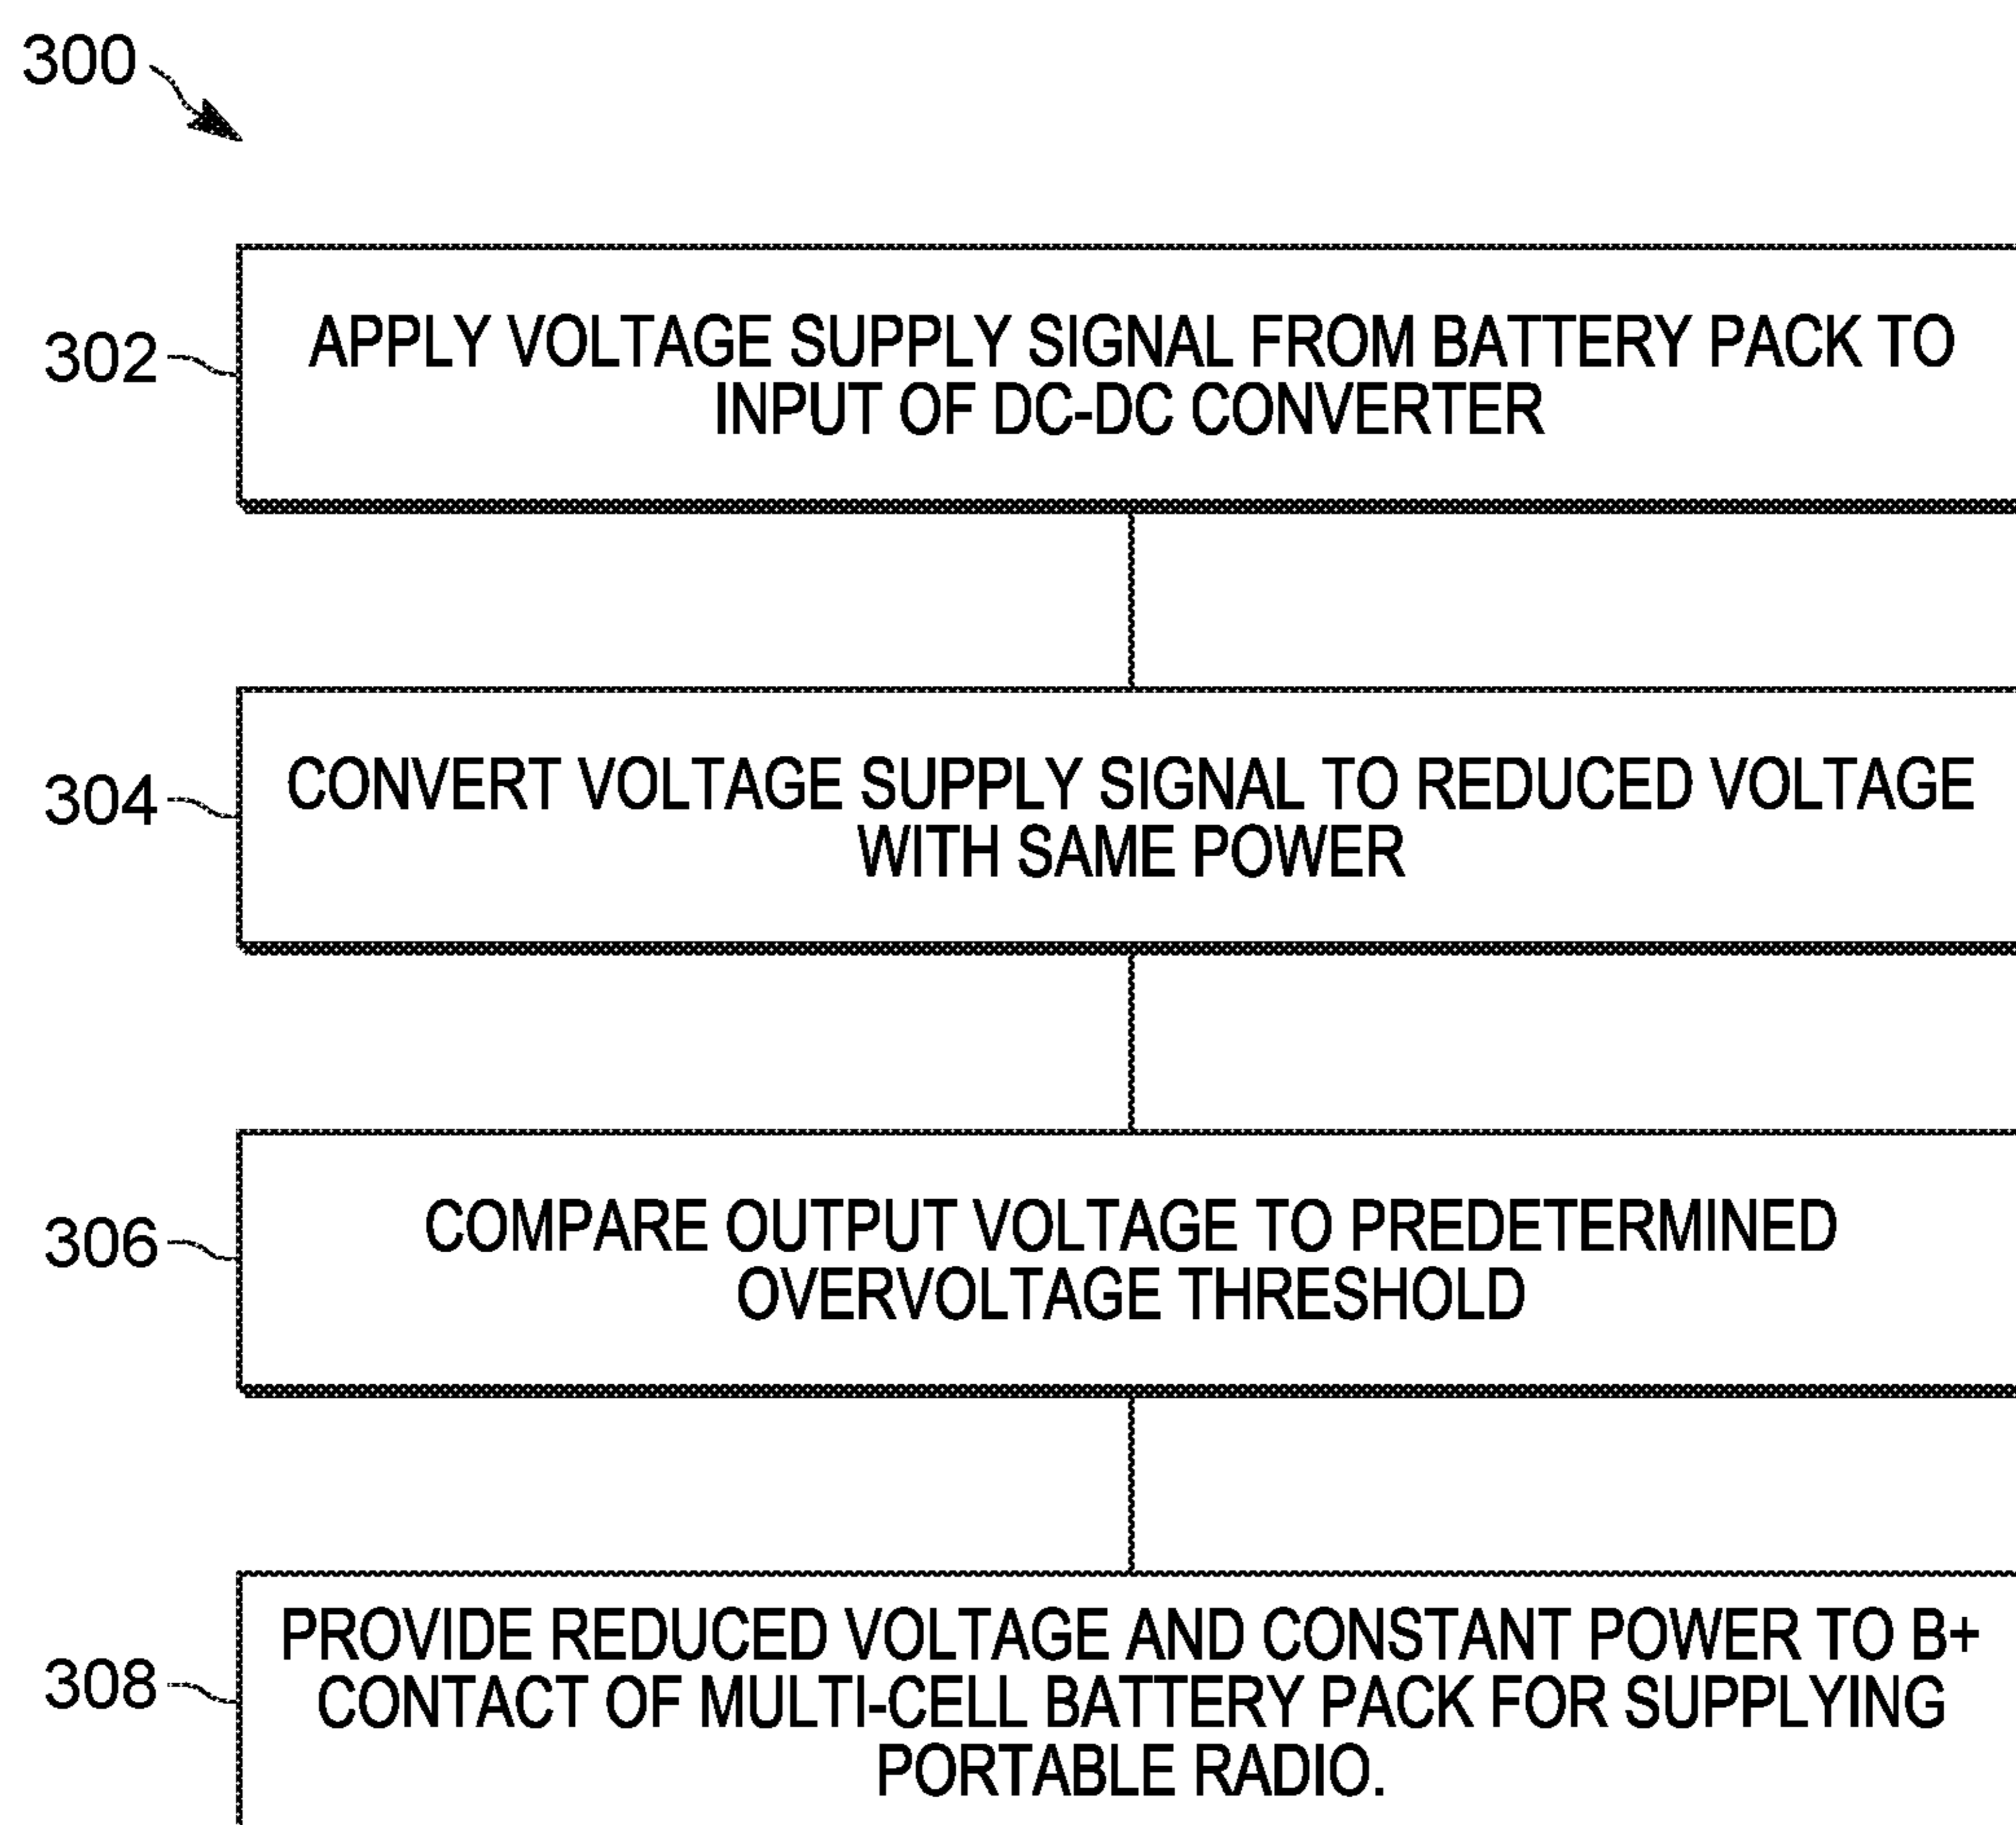 300
302
APPLY VOLTAGE SUPPLY SIGNAL FROM BATTERY PACK TO
INPUT OF DC-DC CONVERTER
304
CONVERT VOLTAGE SUPPLY SIGNAL TO REDUCED VOLTAGE
WITH SAME POWER
306
COMPARE OUTPUT VOLTAGE TO PREDETERMINED
OVERVOLTAGE THRESHOLD
308
PROVIDE REDUCED VOLTAGE AND CONSTANT POWER TO B+
CONTACT OF MULTI-CELL BATTERY PACK FOR SUPPLYING
PORTABLE RADIO.